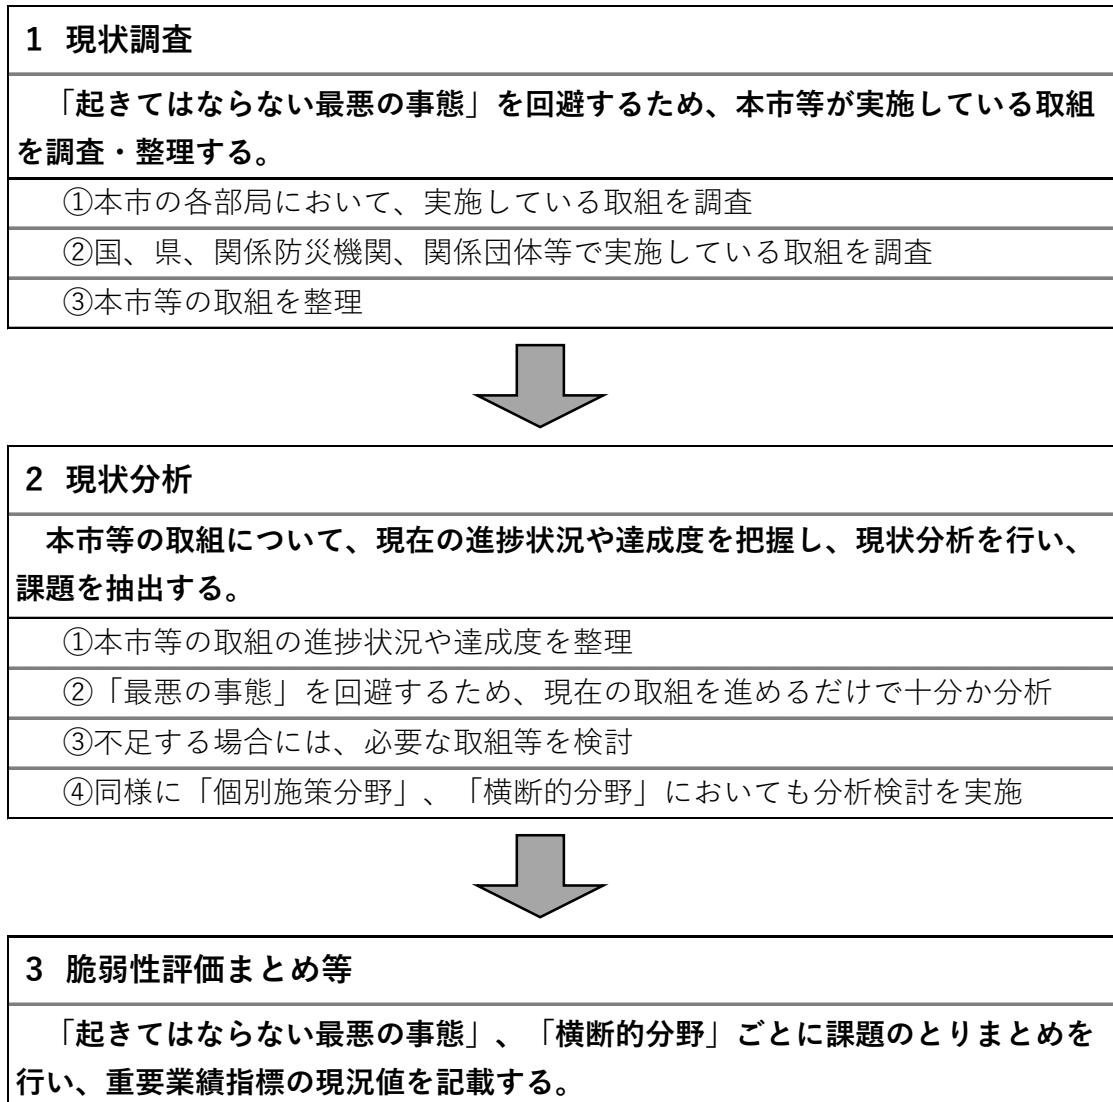 1 現状調査
「起きてはならない最悪の事態」を回避するため、本市等が実施している取組
を調査・整理する。
①本市の各部局において、実施している取組を調査
②国、県、関係防災機関、関係団体等で実施している取組を調査
③本市等の取組を整理
2 現状分析
本市等の取組について、現在の進捗状況や達成度を把握し、現状分析を行い、
課題を抽出する。
①本市等の取組の進捗状況や達成度を整理
②「最悪の事態」を回避するため、現在の取組を進めるだけで十分か分析
③不足する場合には、必要な取組等を検討
④同様に「個別施策分野」、「横断的分野」においても分析検討を実施
3 脆弱性評価まとめ等
「起きてはならない最悪の事態」、「横断的分野」ごとに課題のとりまとめを
行い、重要業績指標の現況値を記載する。